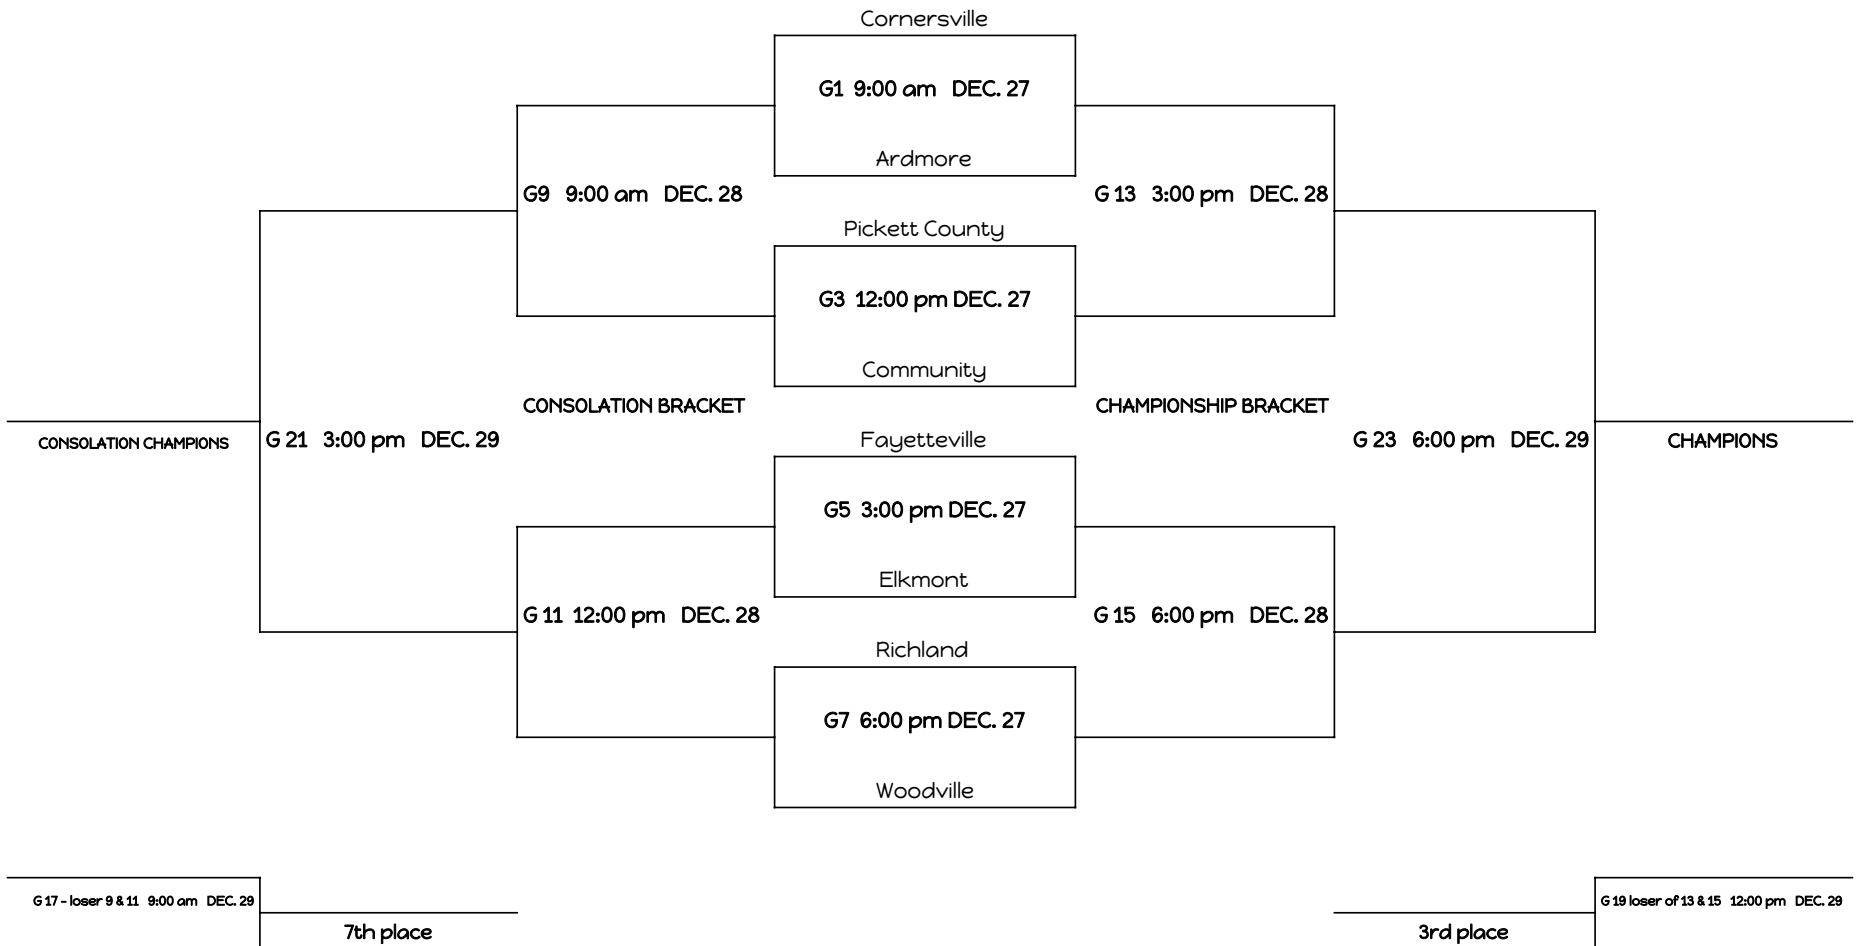 Cornersville
G1 9:00 am DEC. 27
Ardmore
G9 9:00 am DEC. 28
G 13 3:00 pm DEC. 28
Pickett County
G3 12:00 pm DEC. 27
Community
CONSOLATION BRACKET
CHAMPIONSHIP BRACKET
CONSOLATION CHAMPIONS
G 21 3:00 pm DEC. 29
Fayetteville
G 23 6:00 pm DEC. 29
CHAMPIONS
G5 3:00 pm DEC. 27
Elkmont
G 11 12:00 pm DEC. 28
G 15 6:00 pm DEC. 28
Richland
G7 6:00 pm DEC. 27
Woodville
G 17 - loser 9 & 11 9:00 am DEC. 29
G 19 loser of 13 & 15 12:00 pm DEC. 29
7th place
3rd place